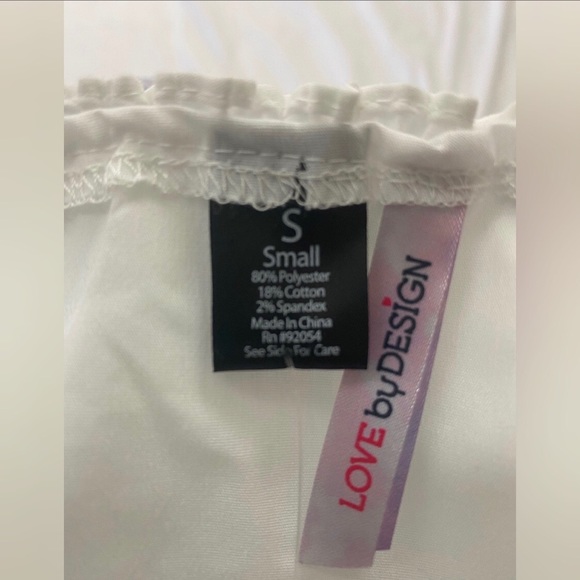 S
Small
80% Polyester
18% Cotton
2% Spandex
Made In China
Rn #92054
See Side For Care
LOVE by DESIGN